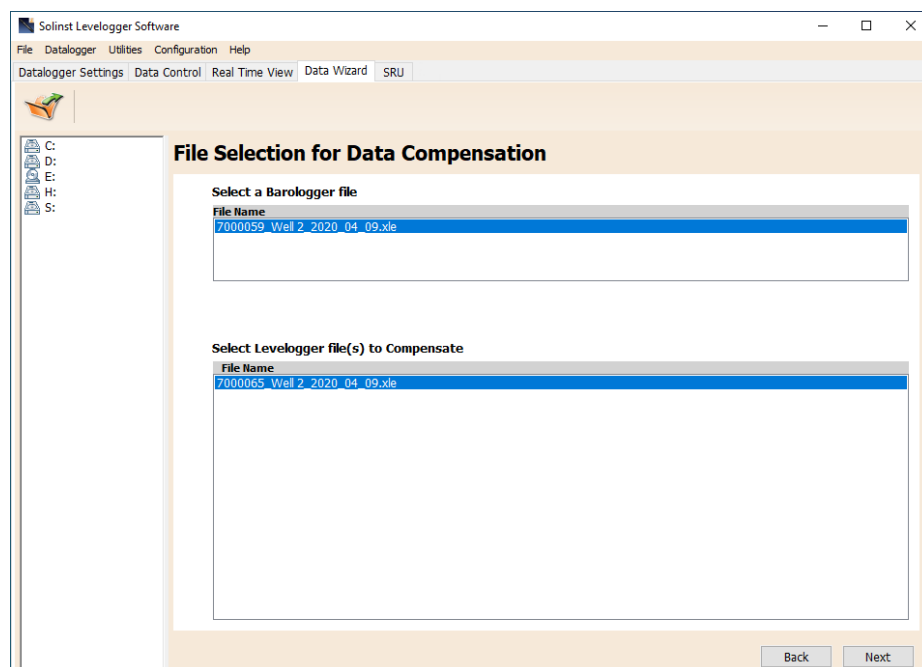 Solinst Levelogger Software
File Datalogger Utilities Configuration Help
Datalogger Settings Data Control Real Time View Data Wizard SRU
C:
D:
E:
H:
S:
File Selection for Data Compensation
Select a Barologger file
File Name
7000059_Well 2_2020_04_09.xle
Select Levelogger file(s) to Compensate
File Name
7000065_Well 2_2020_04_09.xle
Back Next